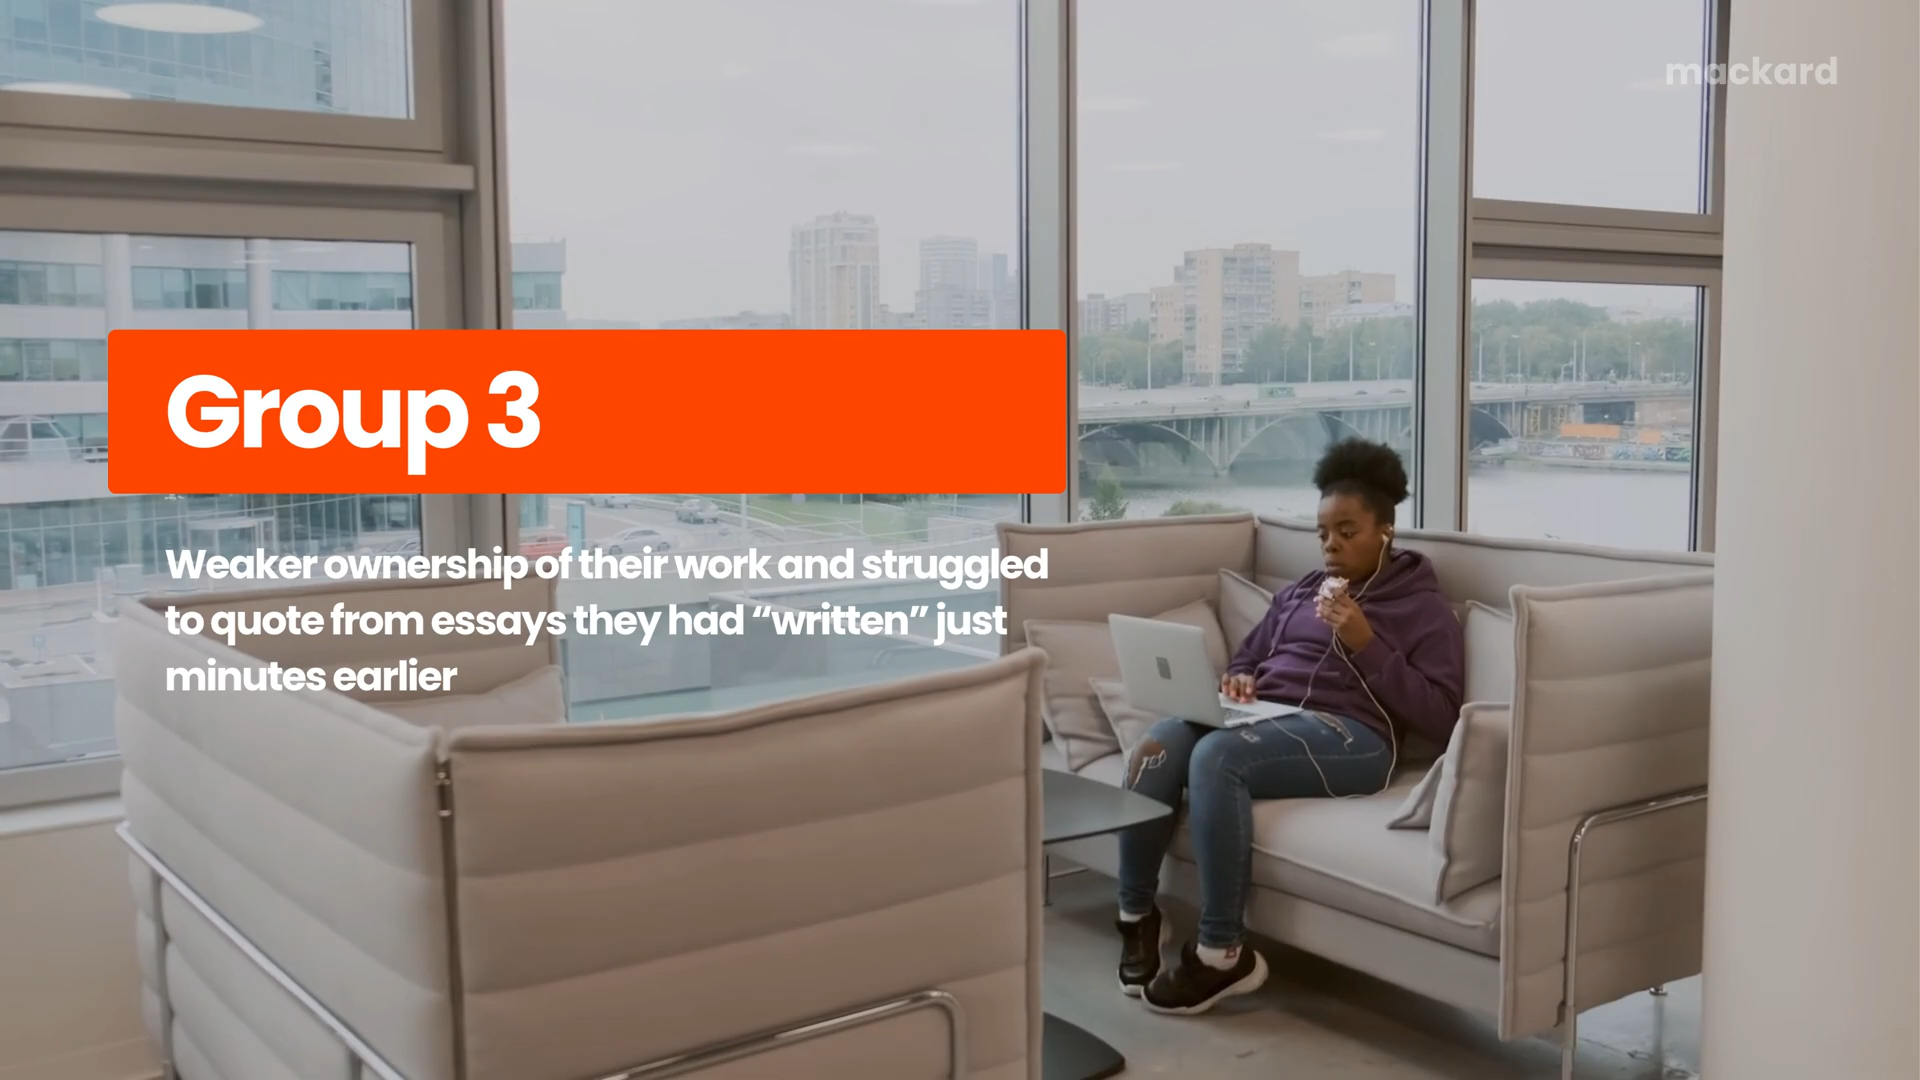 mackard
Group 3
Weaker ownership of their work and struggled
to quote from essays they had “written” just
minutes earlier